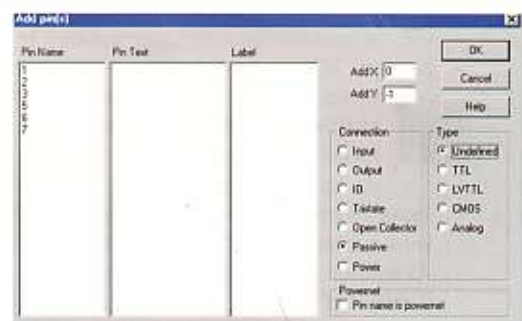 Add pin(s)
Pin Name
Pin Text
Label
1
2
3
5
6
7
Add X 0
Add Y -1
OK
Cancel
Help
Connection
Input
Output
IO
Tristate
Open Collector
Passive
Power
Type
Undefined
TTL
LVTTL
CMOS
Analog
Powernet
Pin name is powernet